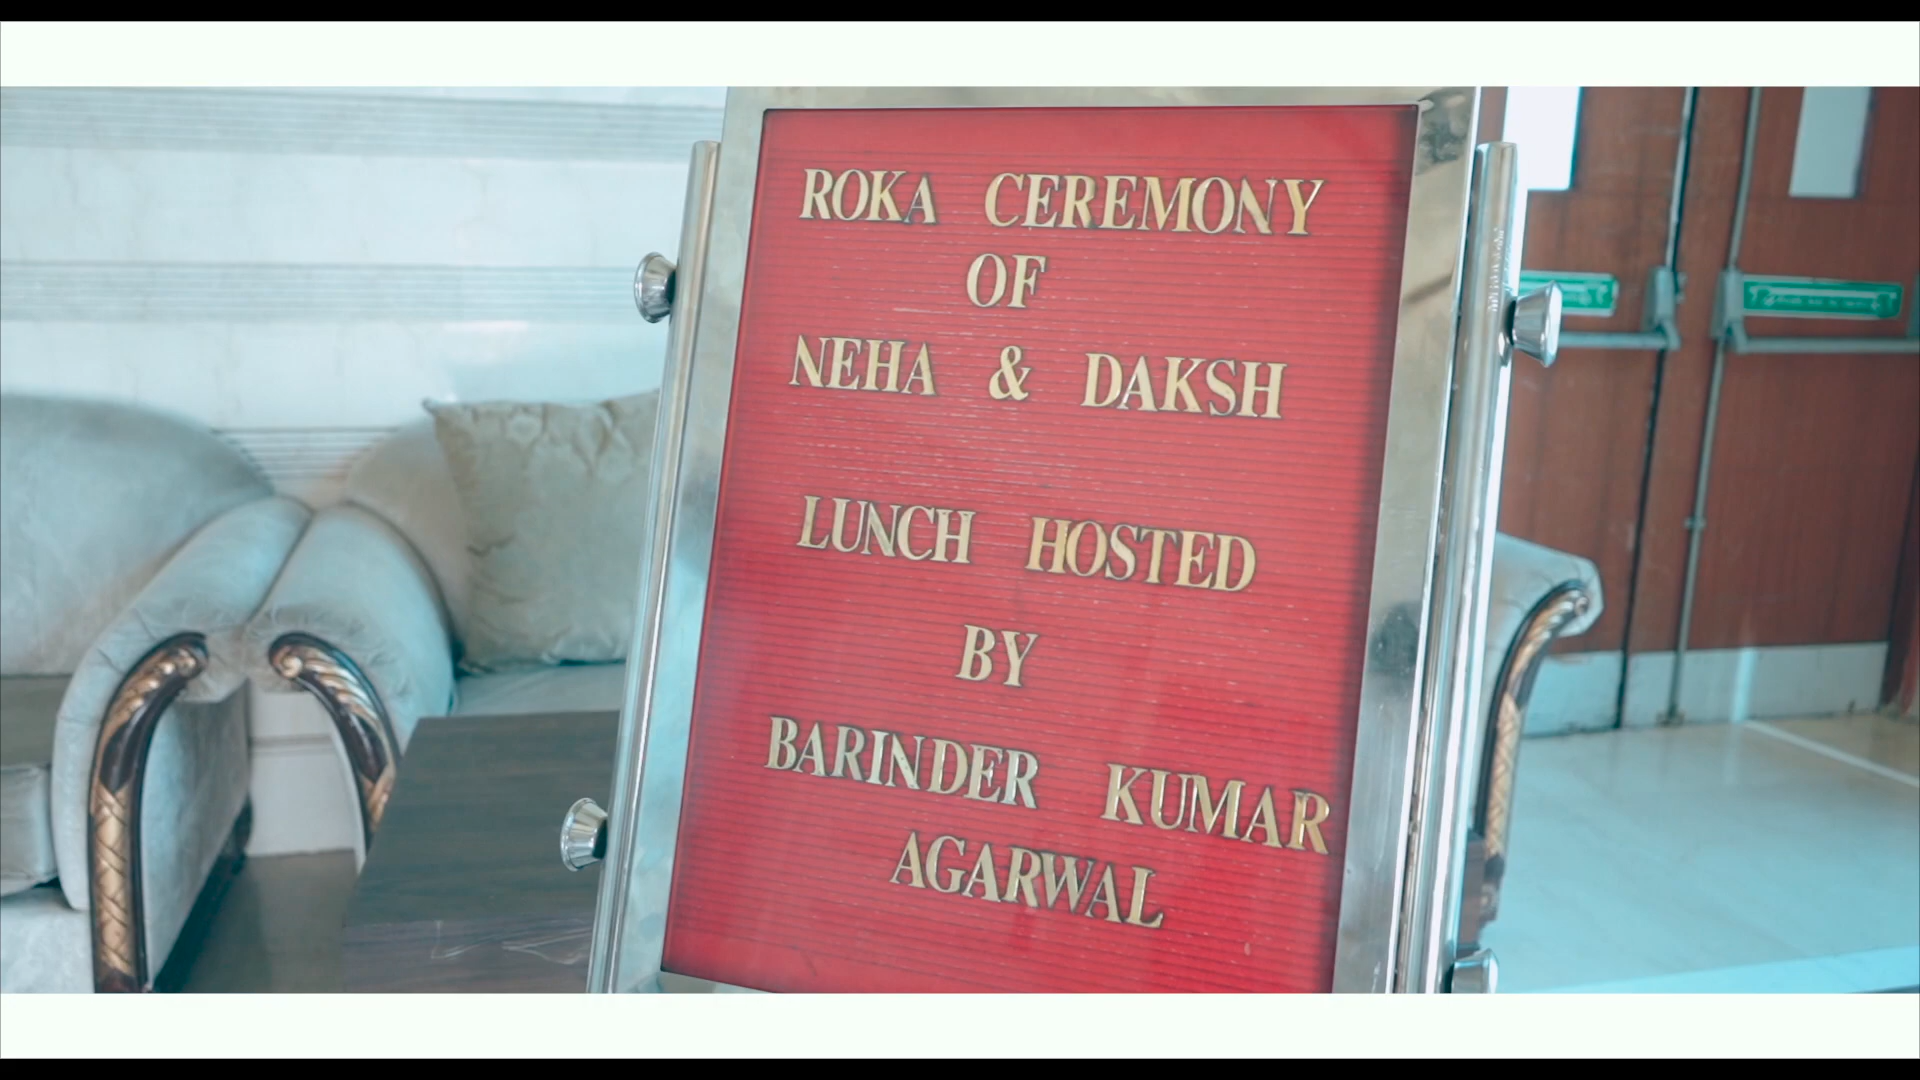 ROKA CEREMONY
OF
NEHA & DAKSH
LUNCH HOSTED
BY
BARINDER KUMAR
AGARWAL